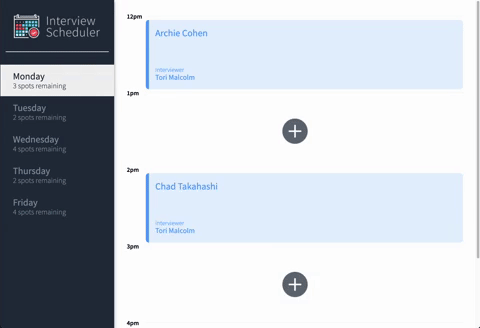 Interview
Scheduler
Monday
3 spots remaining
Tuesday
2 spots remaining
Wednesday
4 spots remaining
Thursday
2 spots remaining
Friday
4 spots remaining
12pm
Archie Cohen
Interviewer
Tori Malcolm
1pm
2pm
Chad Takahashi
Interviewer
Tori Malcolm
3pm
4pm